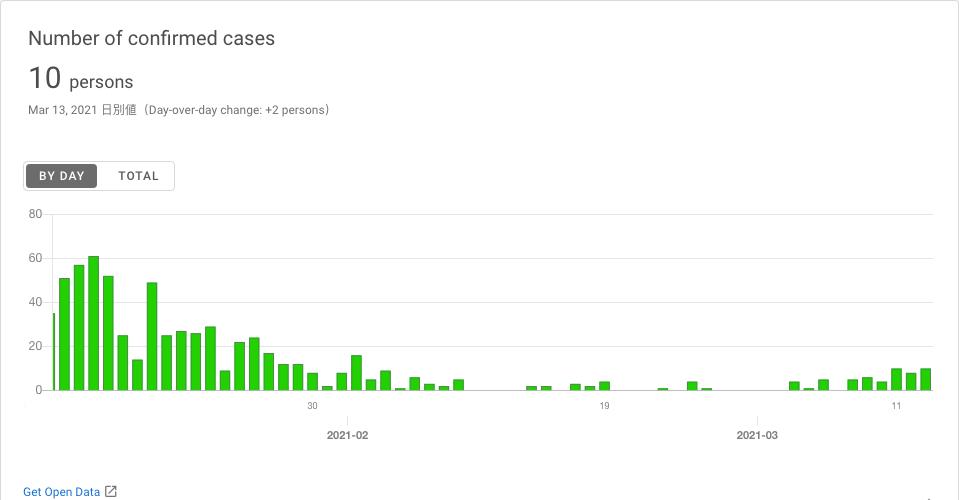 Number of confirmed cases
10 persons
Mar 13, 2021 日別値（Day-over-day change: +2 persons）
BY DAY TOTAL
80
60
40
20
0
30 19 11
2021-02 2021-03
Get Open Data